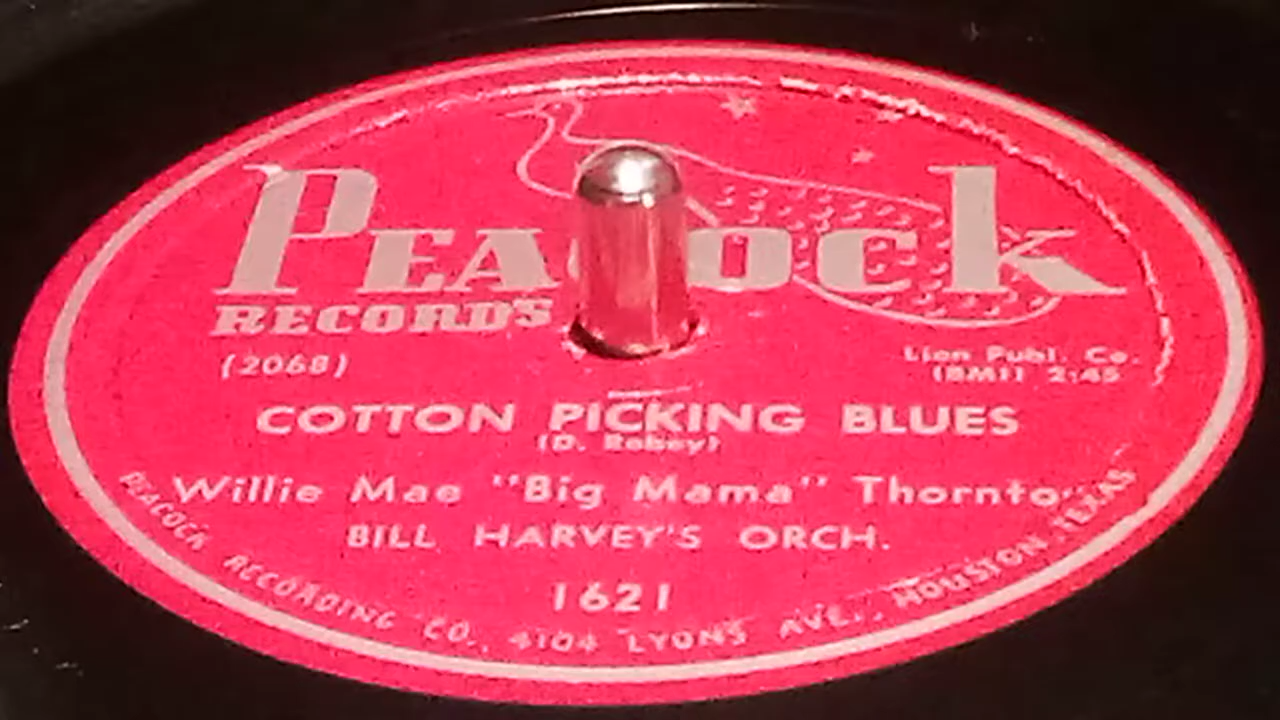 PEACOCK
RECORDS
(2068)
Lion Publ. Co.
(BMI) 2:45
COTTON PICKING BLUES
(D. Robey)
Willie Mae "Big Mama" Thornton
BILL HARVEY'S ORCH.
1621
PEACOCK RECORDING CO., 4104 LYONS AVE., HOUSTON, TEXAS